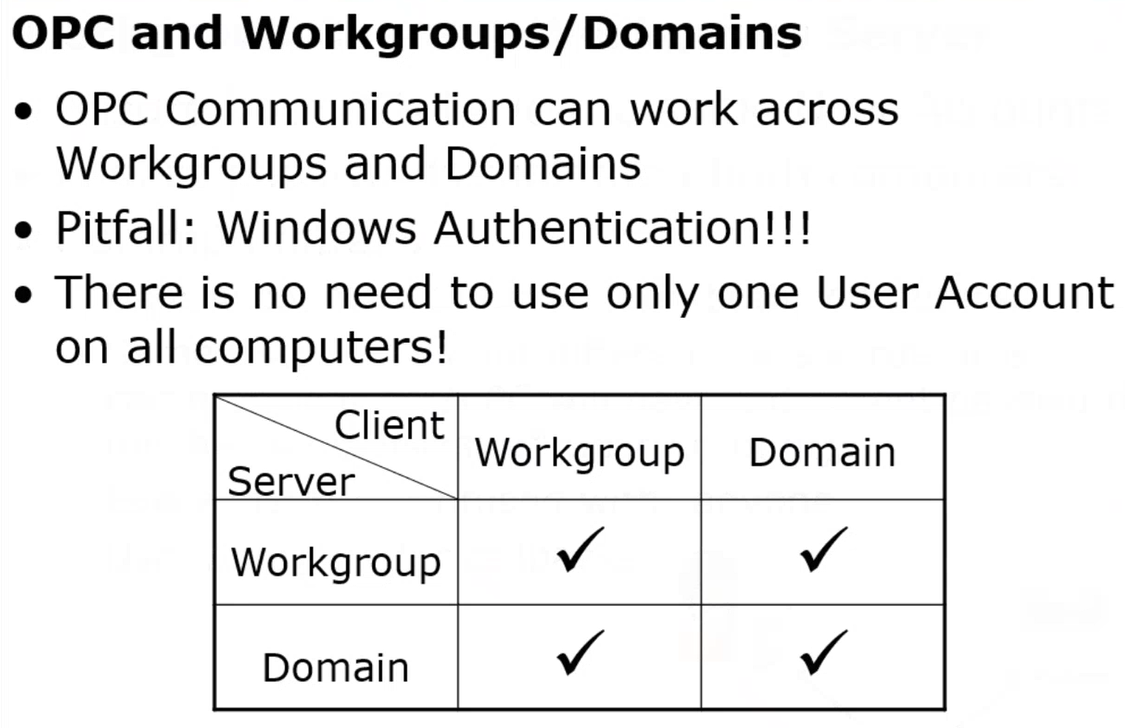 OPC and Workgroups/Domains
• OPC Communication can work across
Workgroups and Domains
• Pitfall: Windows Authentication!!!
• There is no need to use only one User Account
on all computers!
Client
Server
Workgroup Domain
Workgroup ✓ ✓
Domain ✓ ✓